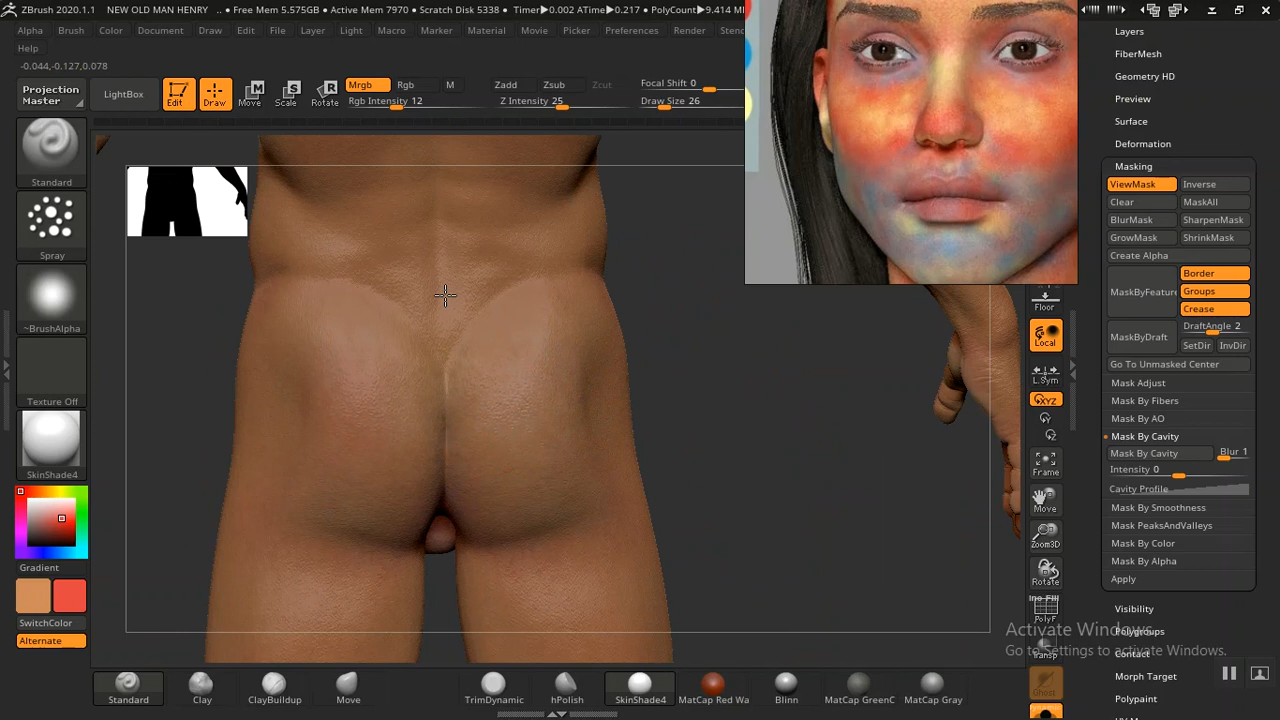 ZBrush 2020.1.1 NEW OLD MAN HENRY .. • Free Mem 5.575GB • Active Mem 7970 • Scratch Disk 5338 • Timer▶0.002 ATime▶0.217 • PolyCount▶9.414 M
Alpha Brush Color Document Draw Edit File Layer Light Macro Marker Material Movie Picker Preferences Render Stenc
Help
-0.044,-0.127,0.078
Projection
Master
LightBox
Edit
Draw
Move
Scale
Rotate
Mrgb Rgb M
Rgb Intensity 12
Zadd Zsub Zcut
Z Intensity 25
Focal Shift 0
Draw Size 26
Standard
Spray
~BrushAlpha
Texture Off
SkinShade4
Gradient
SwitchColor
Alternate
Floor
Local
L.Sym
XYZ
Y
Z
Frame
Move
Zoom3D
Rotate
PolyF
Transp
Ghost
Layers
FiberMesh
Geometry HD
Preview
Surface
Deformation
Masking
ViewMask Inverse
Clear MaskAll
BlurMask SharpenMask
GrowMask ShrinkMask
Create Alpha
MaskByFeature
Border
Groups
Crease
MaskByDraft
DraftAngle 2
SetDir InvDir
Go To Unmasked Center
Mask Adjust
Mask By Fibers
Mask By AO
Mask By Cavity
Mask By Cavity Blur 1
Intensity 0
Cavity Profile
Mask By Smoothness
Mask PeaksAndValleys
Mask By Color
Mask By Alpha
Apply
Visibility
Polygroups
Contact
Morph Target
Polypaint
Activate Windows
Go to Settings to activate Windows.
Standard Clay ClayBuildup Move TrimDynamic hPolish SkinShade4 MatCap Red Wa Blinn MatCap GreenC MatCap Gray